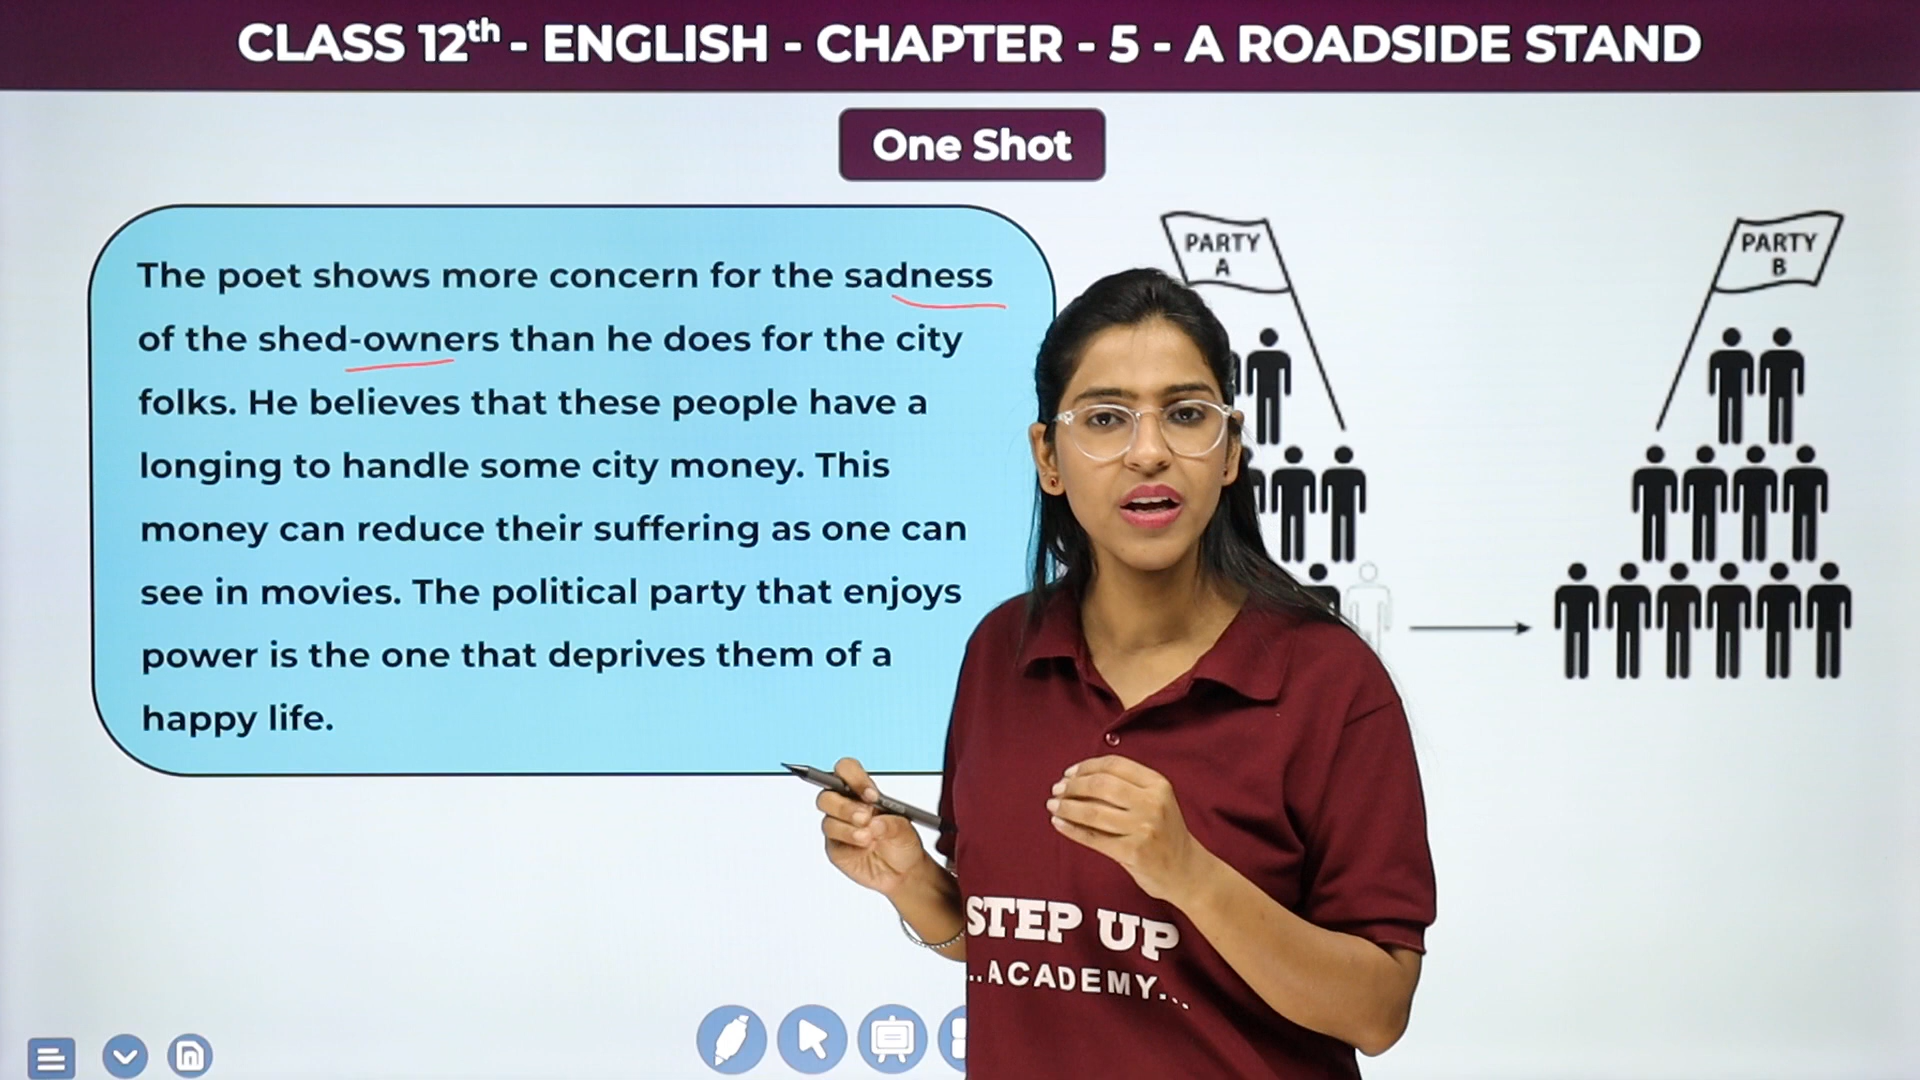 CLASS 12th - ENGLISH - CHAPTER - 5 - A ROADSIDE STAND
One Shot
The poet shows more concern for the sadness
of the shed-owners than he does for the city
folks. He believes that these people have a
longing to handle some city money. This
money can reduce their suffering as one can
see in movies. The political party that enjoys
power is the one that deprives them of a
happy life.
PARTY
A
PARTY
B
STEP UP
..ACADEMY...